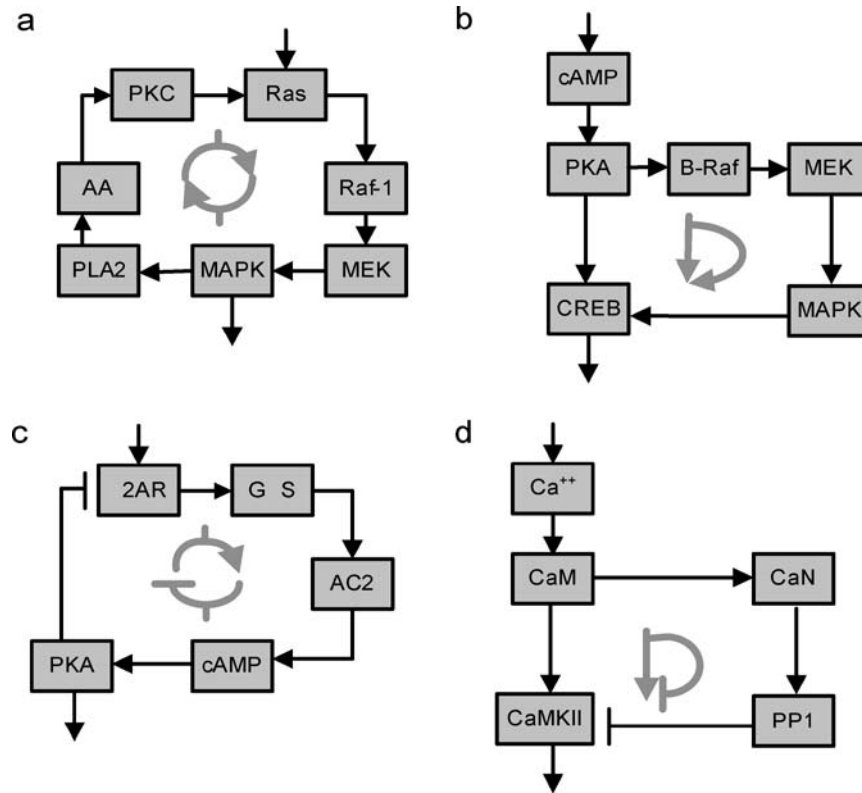 a
PKC
Ras
AA
Raf-1
PLA2
MAPK
MEK
b
cAMP
PKA
B-Raf
MEK
CREB
MAPK
c
2AR
G S
AC2
PKA
cAMP
d
Ca⁺⁺
CaM
CaN
CaMKII
PP1